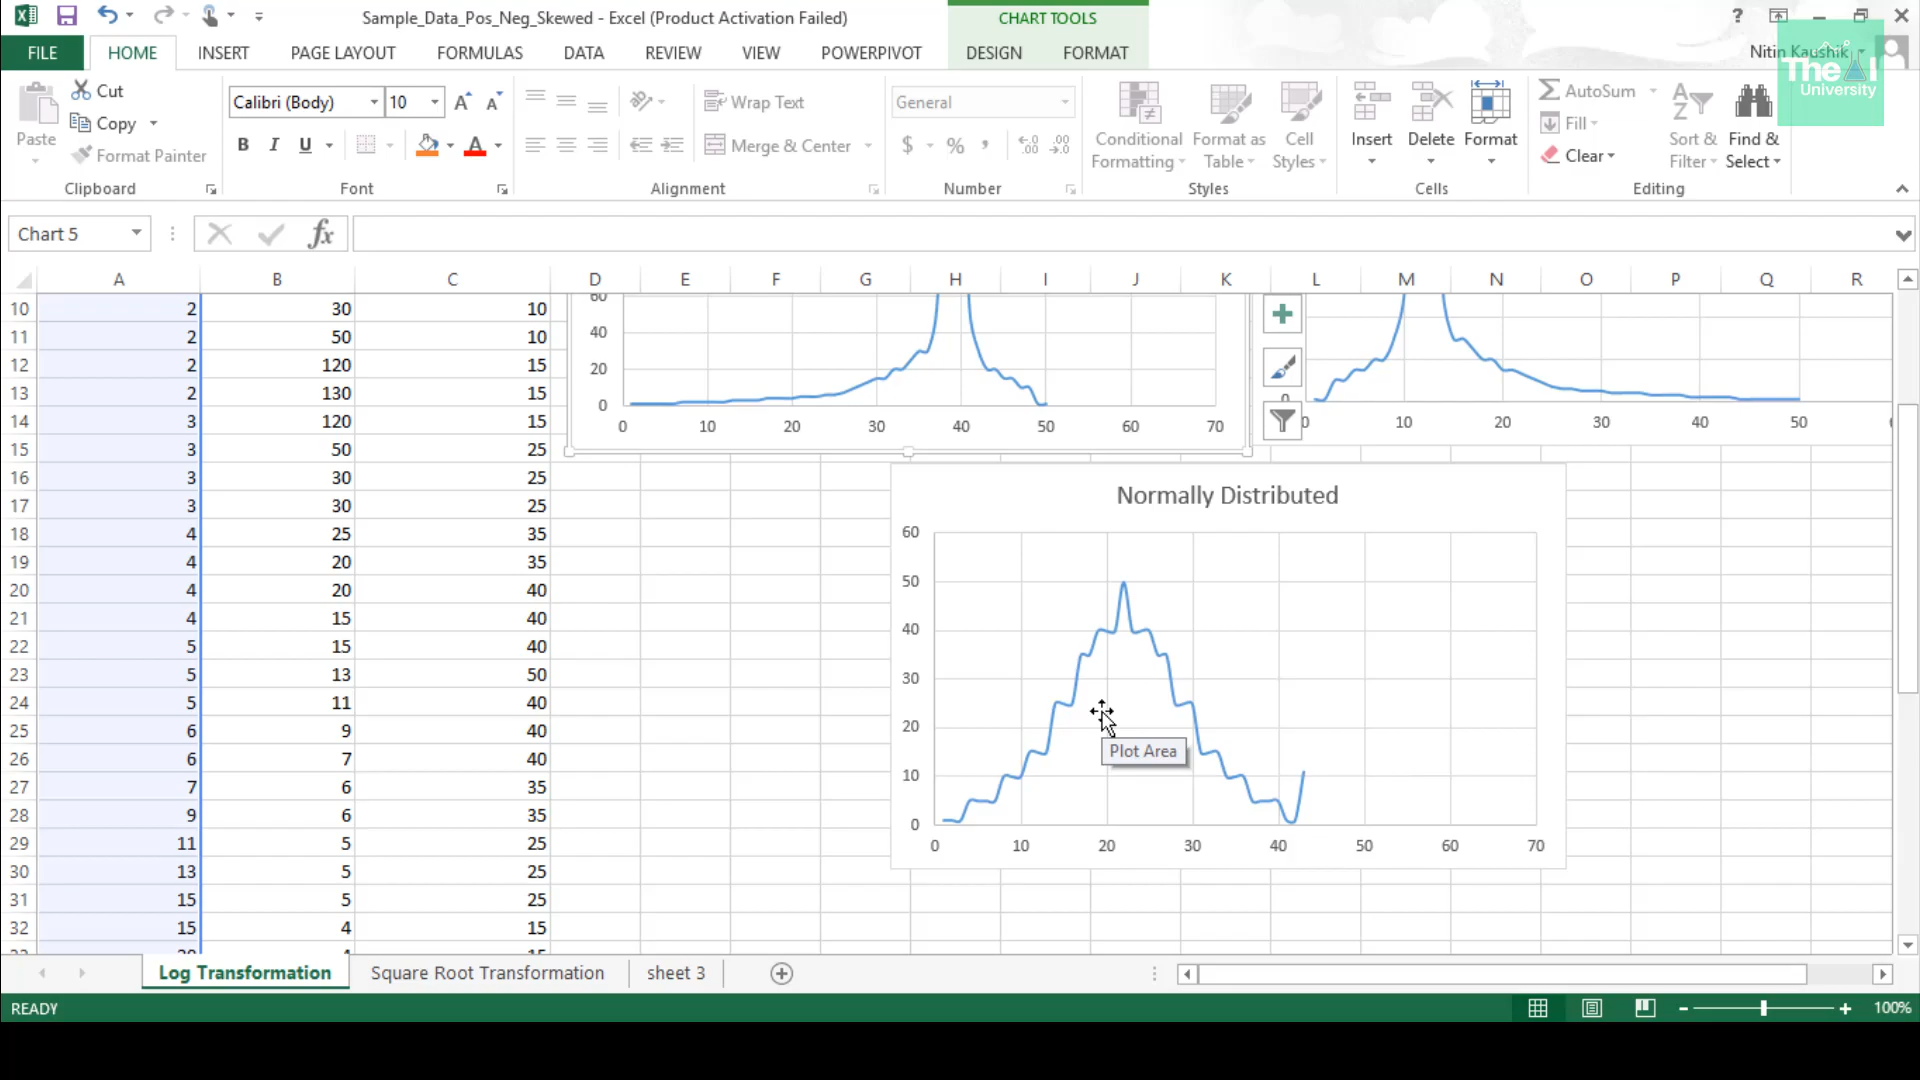 Sample_Data_Pos_Neg_Skewed - Excel (Product Activation Failed)
CHART TOOLS
?
FILE HOME INSERT PAGE LAYOUT FORMULAS DATA REVIEW VIEW POWERPIVOT DESIGN FORMAT
Nitin Kaushik
The AI
University
Paste
Cut
Copy
Format Painter
Clipboard
Calibri (Body) 10
B I U
Font
Wrap Text
Merge & Center
Alignment
General
$ %
Number
Conditional Formatting
Format as Table
Cell Styles
Styles
Insert Delete Format
Cells
AutoSum
Fill
Clear
Sort & Filter
Find & Select
Editing
Chart 5
fx
A B C D E F G H I J K L M N O P Q R
10 2 30 10
11 2 50 10
12 2 120 15
13 2 130 15
14 3 120 15
15 3 50 25
16 3 30 25
17 3 30 25
18 4 25 35
19 4 20 35
20 4 20 40
21 4 15 40
22 5 15 40
23 5 13 50
24 5 11 40
25 6 9 40
26 6 7 40
27 7 6 35
28 9 6 35
29 11 5 25
30 13 5 25
31 15 5 25
32 15 4 15
60
40
20
0
0 10 20 30 40 50 60 70
0
10 20 30 40 50
Normally Distributed
60
50
40
30
20
10
0
0 10 20 30 40 50 60 70
Plot Area
Log Transformation Square Root Transformation sheet 3
READY
100%